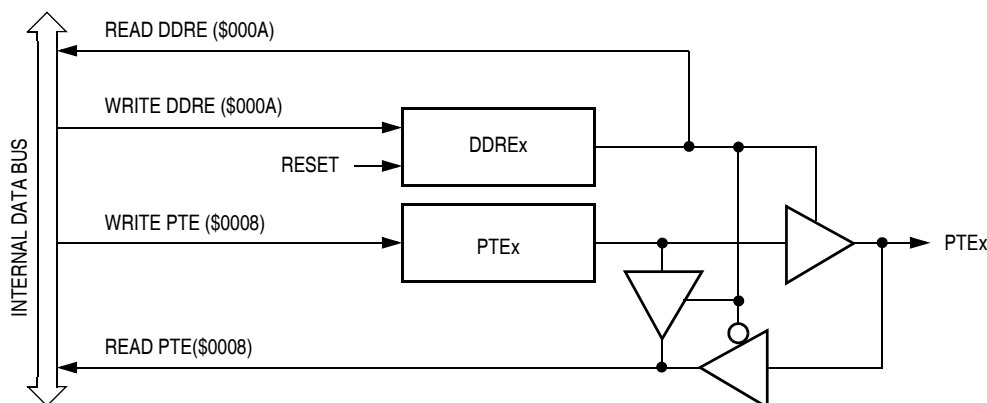 READ DDRE ($000A)
WRITE DDRE ($000A)
DDREx
RESET
WRITE PTE ($0008)
PTEx
PTEx
READ PTE($0008)
INTERNAL DATA BUS